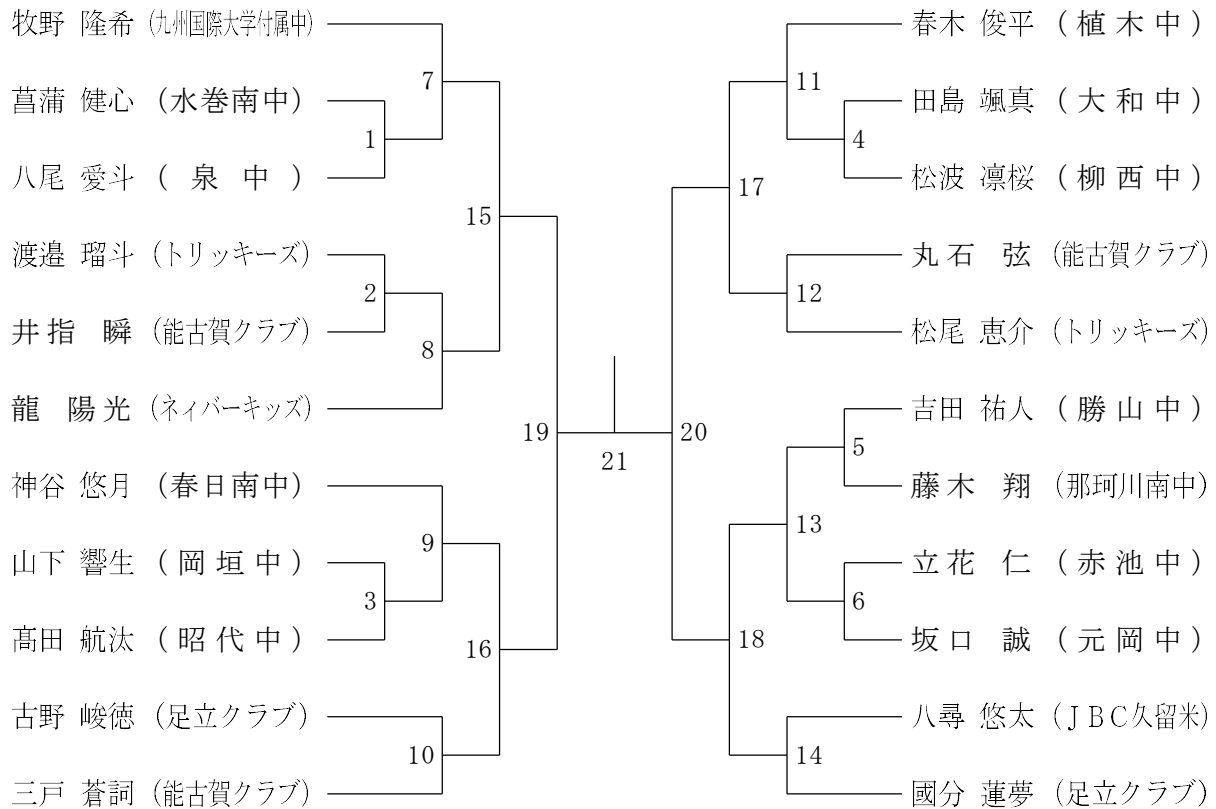 牧野 隆希 (九州国際大学付属中)
7
菖蒲 健心 (水巻南中)
1
八尾 愛斗 (泉中)
15
渡邉 瑠斗 (トリッキーズ)
2
井指 瞬 (能古賀クラブ)
8
龍 陽光 (ネイバーキッズ)
19
神谷 悠月 (春日南中)
9
山下 響生 (岡垣中)
3
髙田 航汰 (昭代中)
16
古野 峻徳 (足立クラブ)
10
三戸 蒼詞 (能古賀クラブ)
21
春木 俊平 (植木中)
11
田島 颯真 (大和中)
4
松波 凛桜 (柳西中)
17
丸石 弦 (能古賀クラブ)
12
松尾 恵介 (トリッキーズ)
20
吉田 祐人 (勝山中)
5
藤木 翔 (那珂川南中)
13
立花 仁 (赤池中)
6
坂口 誠 (元岡中)
18
八尋 悠太 (JBC久留米)
14
國分 蓮夢 (足立クラブ)